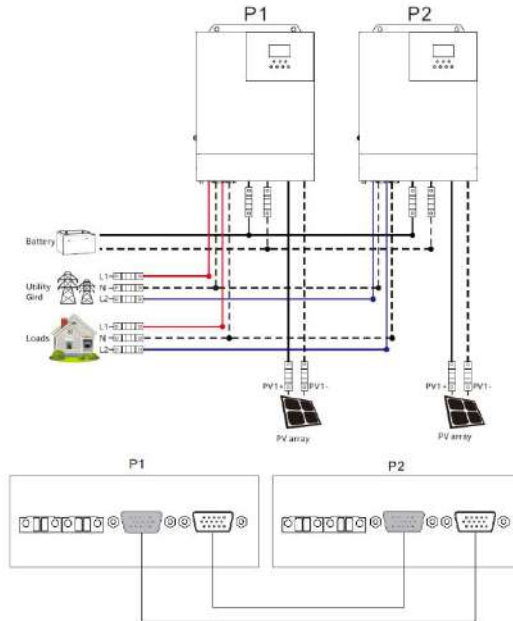 P1 P2
Battery
L1
Utility N
Gird L2
L1
Loads N
L2
PV1+ PV1- PV1+ PV1-
PV array PV array
P1 P2